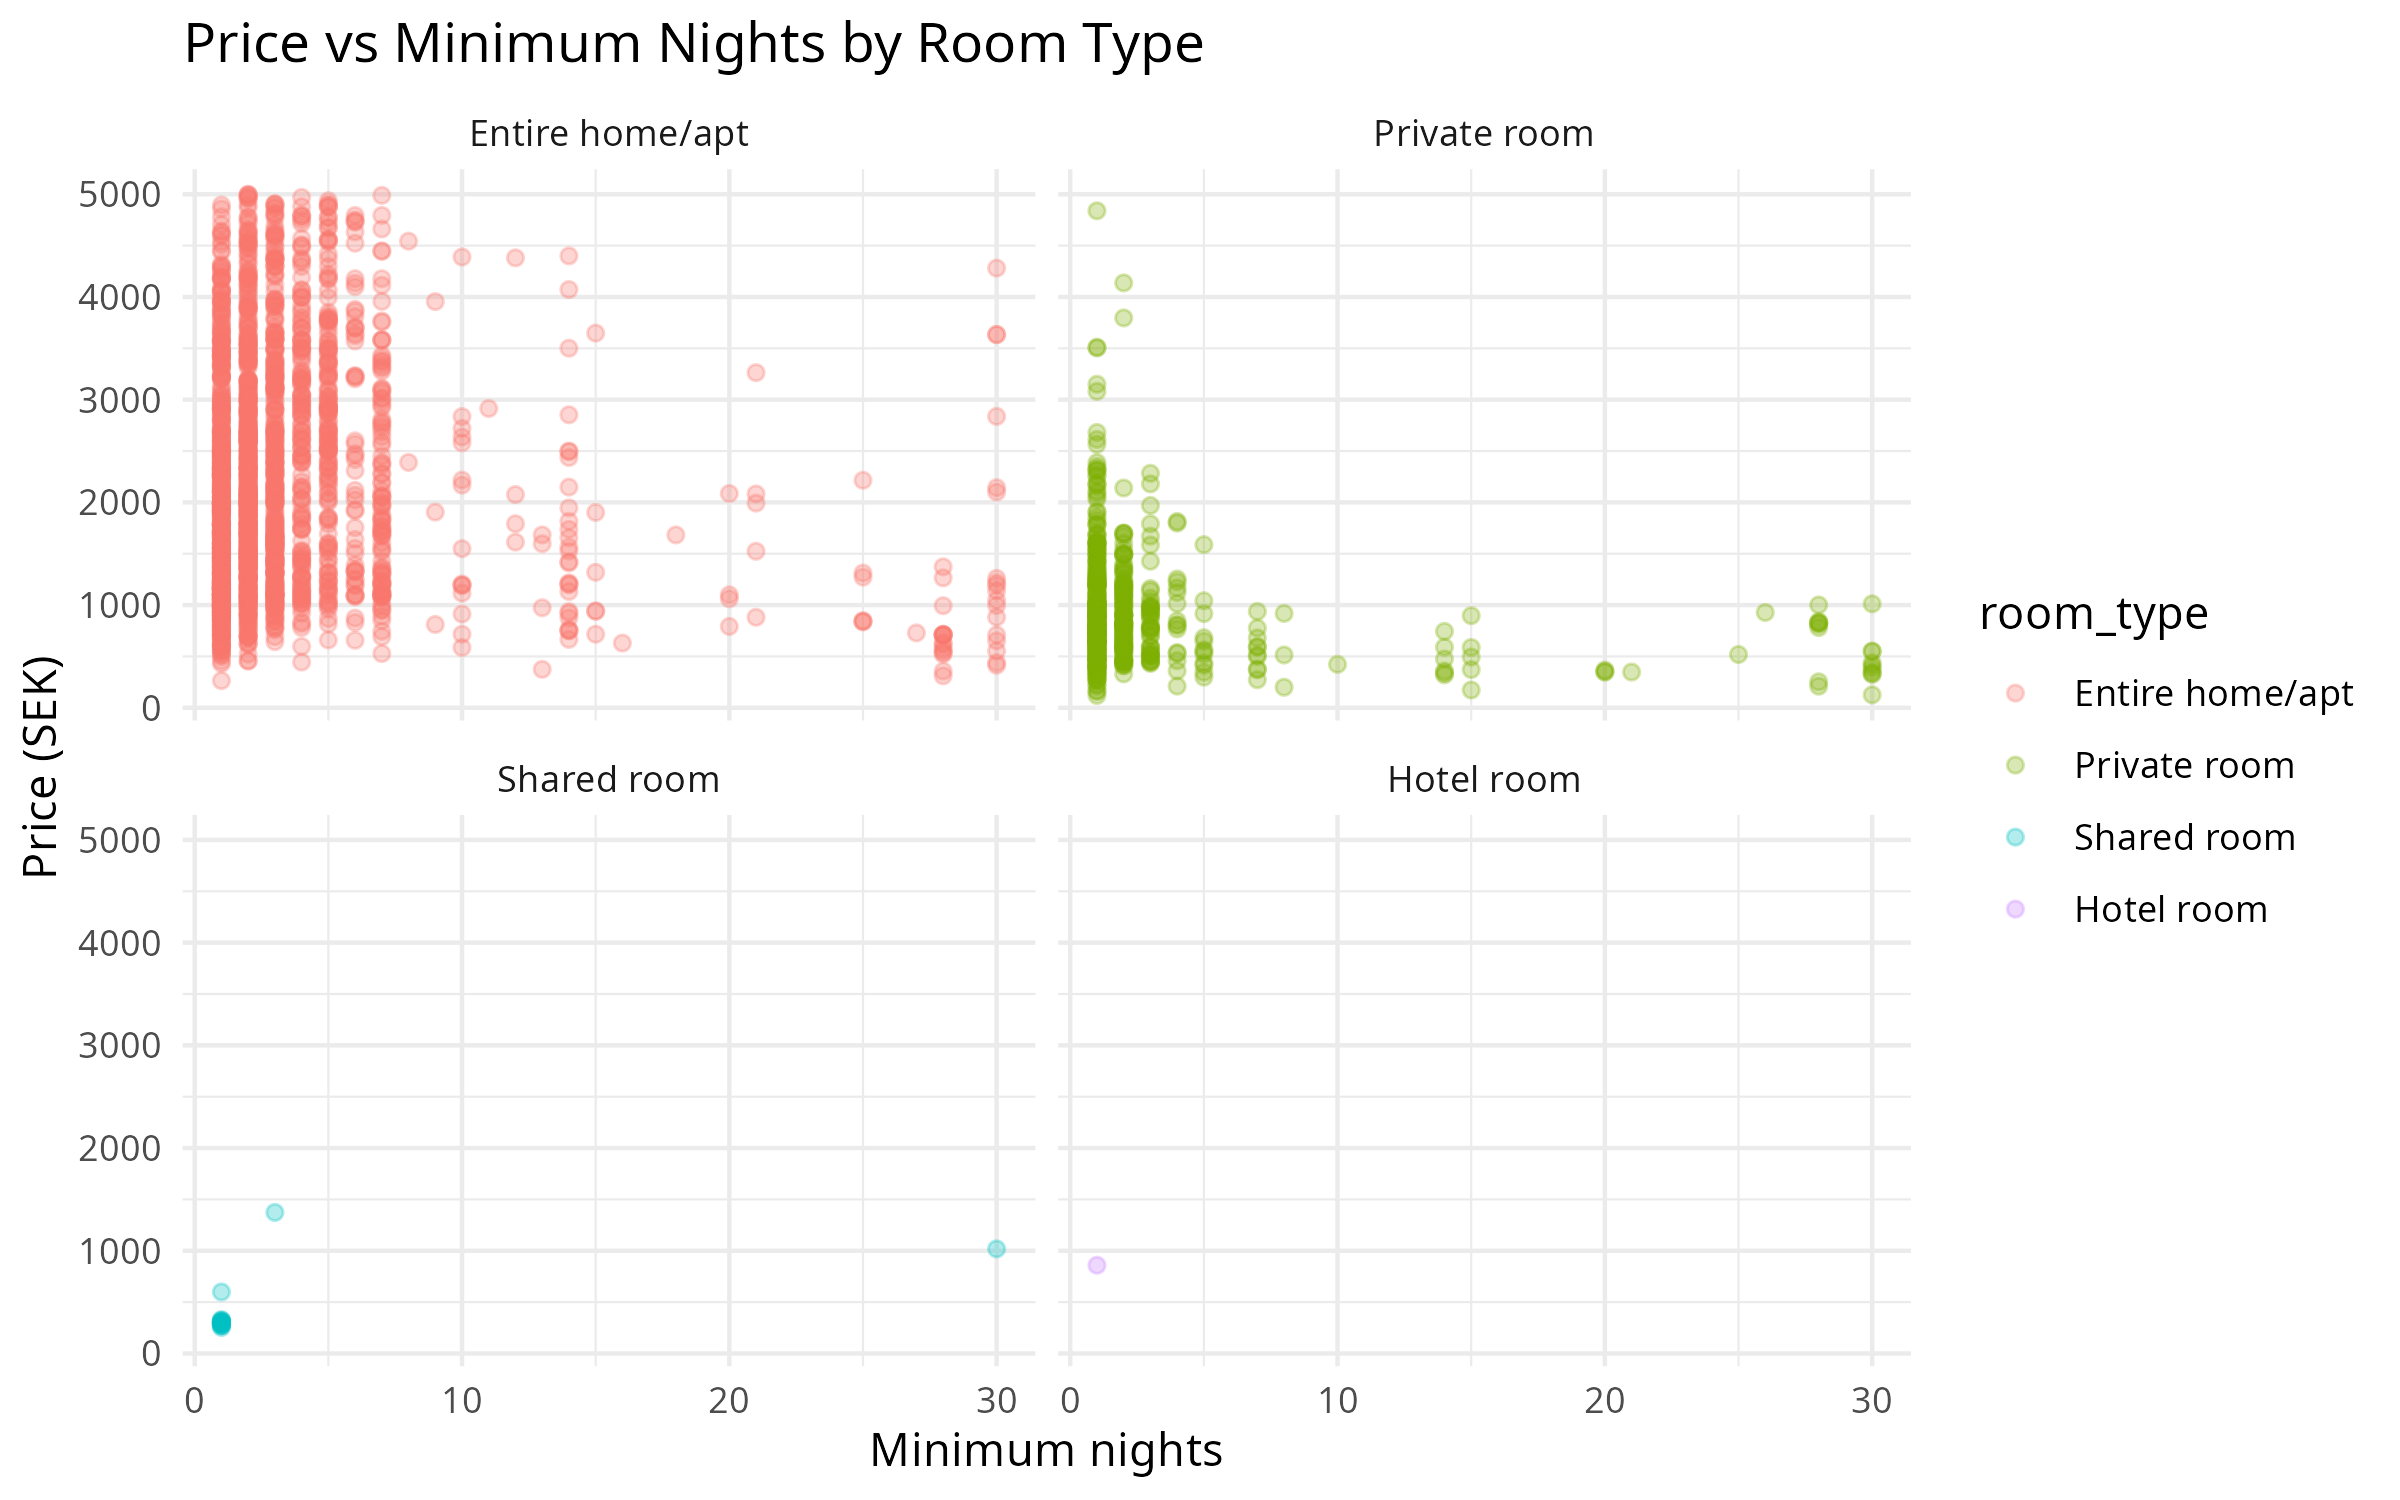 Price vs Minimum Nights by Room Type
Entire home/apt
Private room
5000
4000
3000
2000
1000
0
Shared room
Hotel room
5000
4000
3000
2000
1000
0
0
10
20
30
0
10
20
30
Minimum nights
Price (SEK)
room_type
Entire home/apt
Private room
Shared room
Hotel room